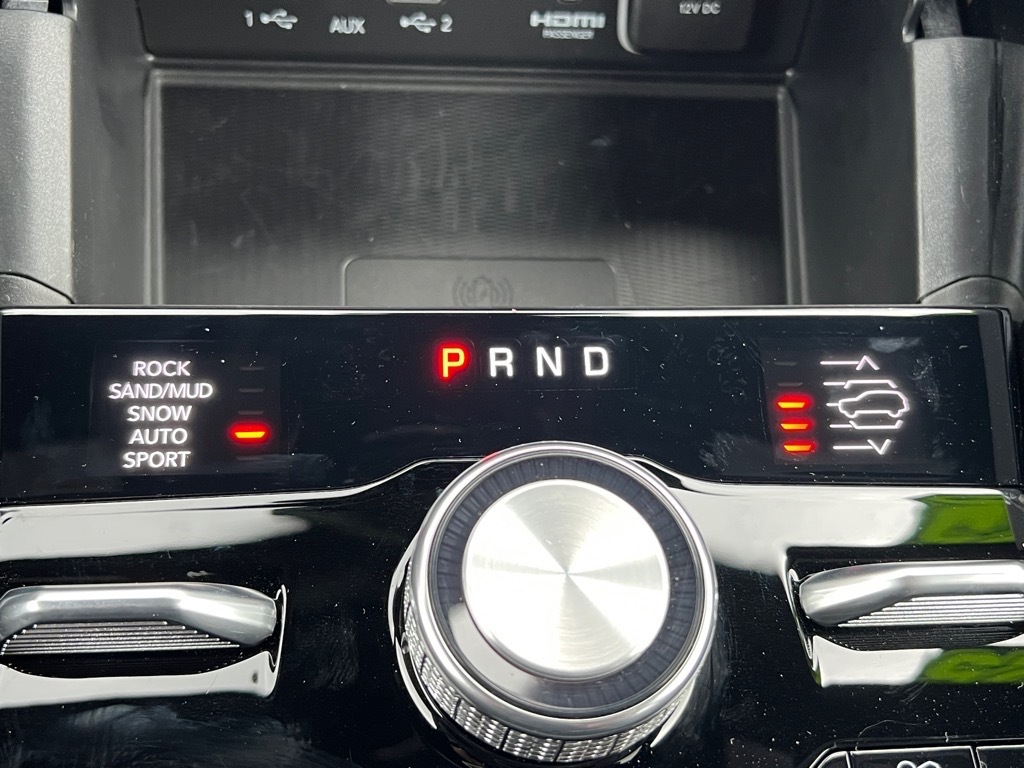 1 2
AUX
HDMI
PASSENGER
12V DC
P R N D
ROCK
SAND/MUD
SNOW
AUTO
SPORT